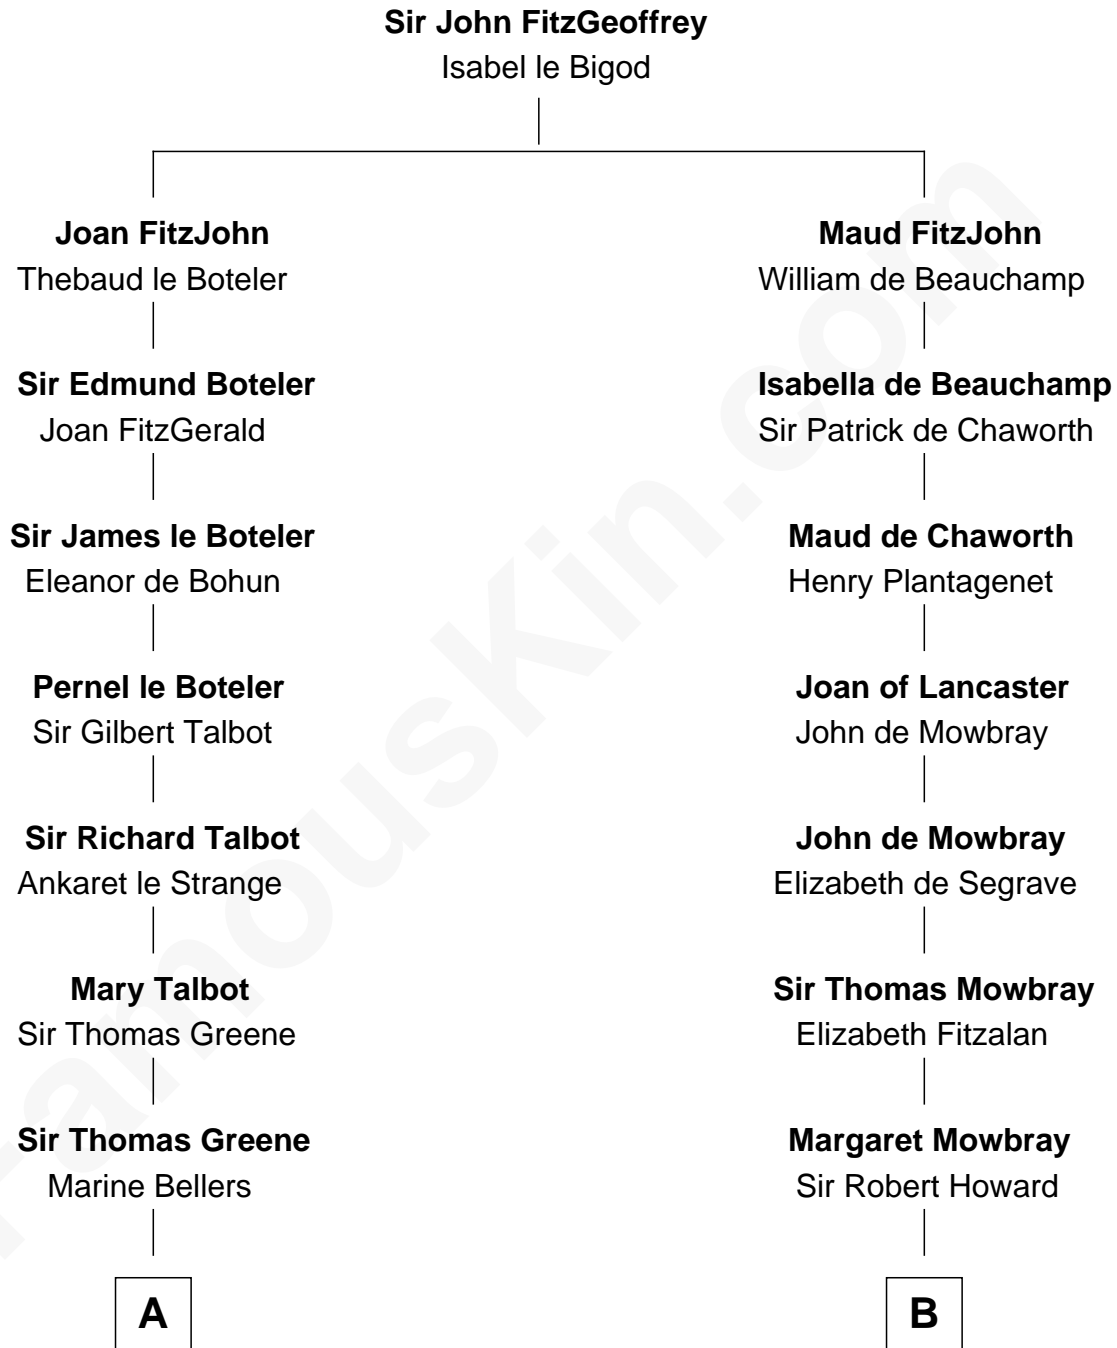 Sir John FitzGeoffrey
Isabel le Bigod
Joan FitzJohn
Thebaud le Boteler
Sir Edmund Boteler
Joan FitzGerald
Sir James le Boteler
Eleanor de Bohun
Pernel le Boteler
Sir Gilbert Talbot
Sir Richard Talbot
Ankaret le Strange
Mary Talbot
Sir Thomas Greene
Sir Thomas Greene
Marine Bellers
A
Maud FitzJohn
William de Beauchamp
Isabella de Beauchamp
Sir Patrick de Chaworth
Maud de Chaworth
Henry Plantagenet
Joan of Lancaster
John de Mowbray
John de Mowbray
Elizabeth de Segrave
Sir Thomas Mowbray
Elizabeth Fitzalan
Margaret Mowbray
Sir Robert Howard
B
FamousKin.com